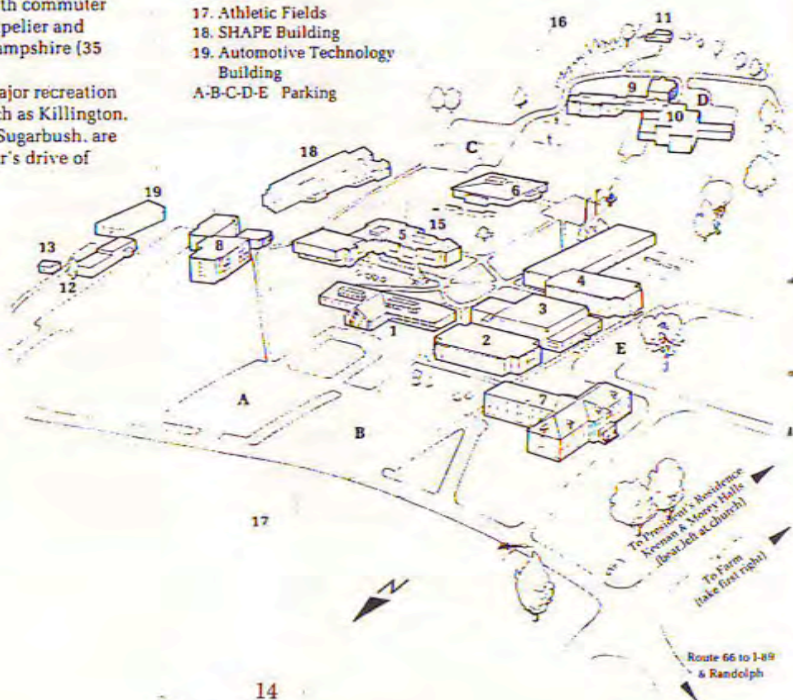 th commuter
pelier and
ampshire (35
ajor recreation
ch as Killington,
Sugarbush, are
r's drive of
17. Athletic Fields
18. SHAPE Building
19. Automotive Technology
Building
A-B-C-D-E Parking
16
11
9
D
10
C
18
6
19
15
5
8
13
12
4
3
1
2
E
7
A
B
17
To President's Residence
Keenan & Morey Halls
(bear left at church)
To Farm
(take first right)
N
Route 66 to I-89
& Randolph
14